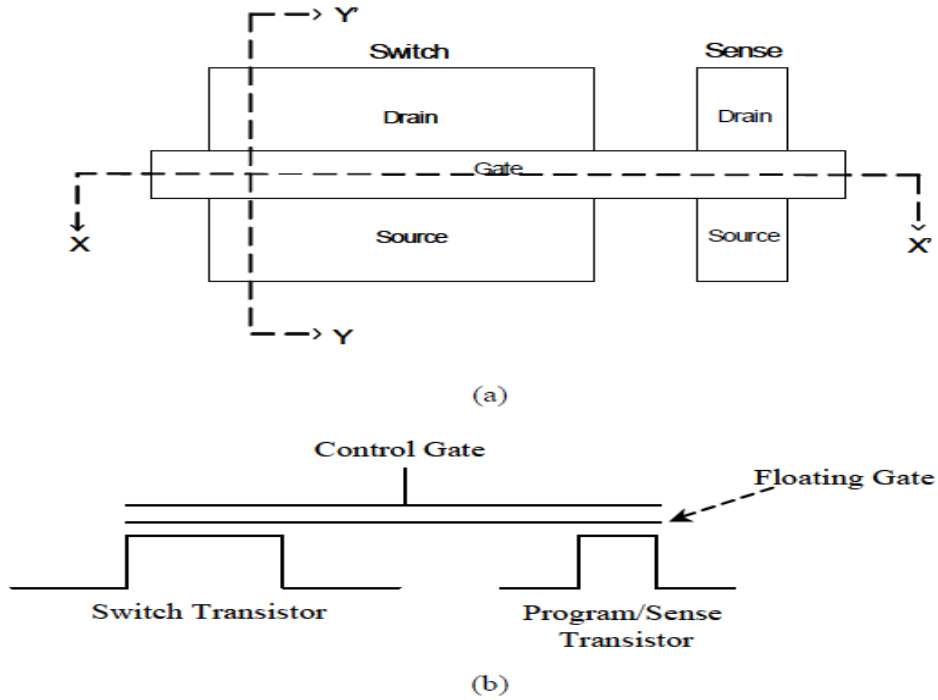 Y'
Switch
Sense
Drain
Drain
Gate
X
Source
Source
X'
Y
(a)
Control Gate
Floating Gate
Switch Transistor
Program/Sense
Transistor
(b)